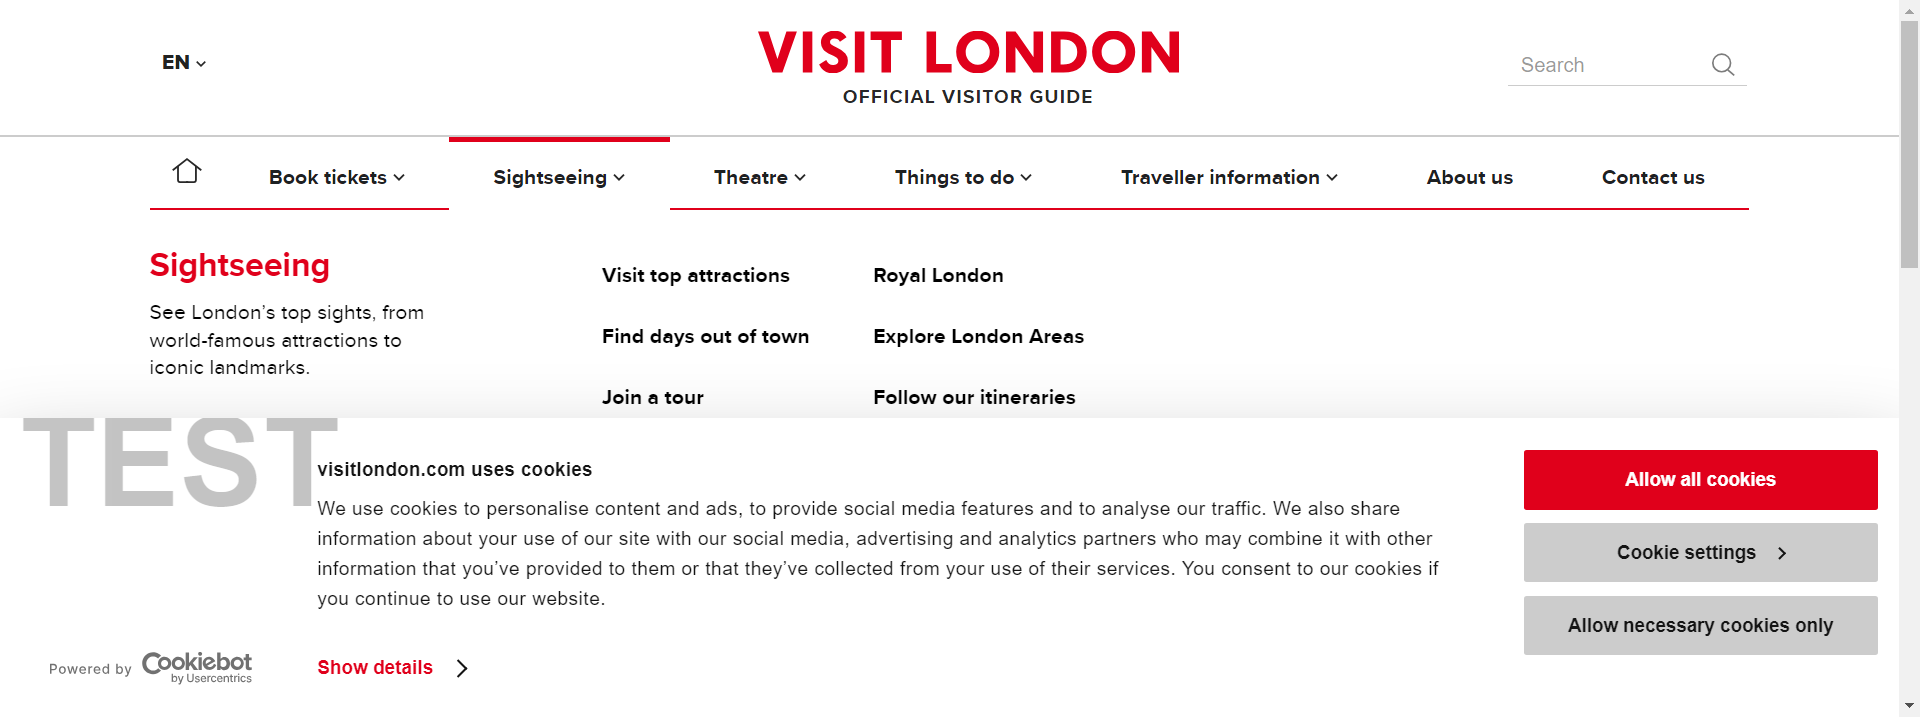 EN
VISIT LONDON
OFFICIAL VISITOR GUIDE
Search
Book tickets
Sightseeing
Theatre
Things to do
Traveller information
About us
Contact us
Sightseeing
See London’s top sights, from
world-famous attractions to
iconic landmarks.
Visit top attractions
Royal London
Find days out of town
Explore London Areas
Join a tour
Follow our itineraries
TEST
visitlondon.com uses cookies
We use cookies to personalise content and ads, to provide social media features and to analyse our traffic. We also share
information about your use of our site with our social media, advertising and analytics partners who may combine it with other
information that you’ve provided to them or that they’ve collected from your use of their services. You consent to our cookies if
you continue to use our website.
Allow all cookies
Cookie settings
Allow necessary cookies only
Powered by Cookiebot
by Usercentrics
Show details